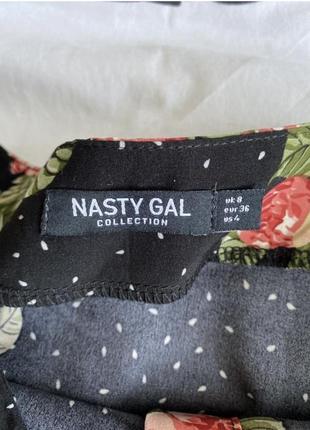 NASTY GAL
COLLECTION
uk 8
eur 36
us 4